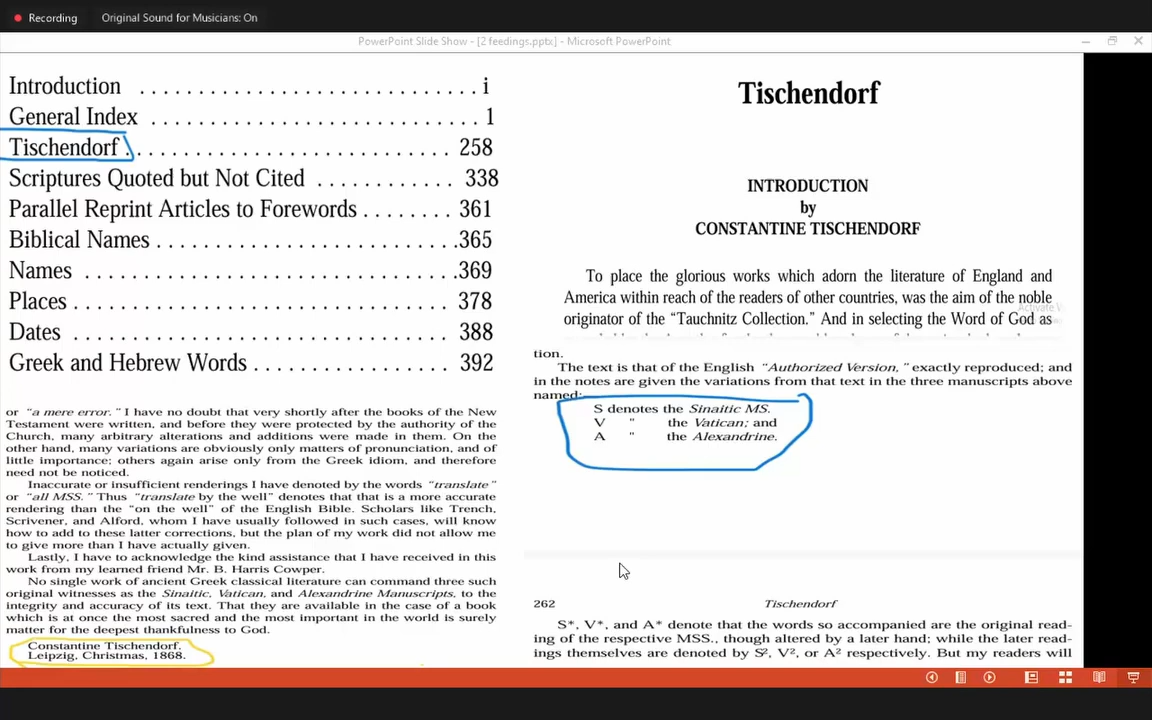 Recording
Original Sound for Musicians: On
PowerPoint Slide Show - [2 feedings.pptx] - Microsoft PowerPoint
Introduction . . . . . . . . . . . . . . . . . . . . . . . . . . . . . i
General Index . . . . . . . . . . . . . . . . . . . . . . . . . . . . 1
Tischendorf . . . . . . . . . . . . . . . . . . . . . . . . . . . 258
Scriptures Quoted but Not Cited . . . . . . . . . . . . 338
Parallel Reprint Articles to Forewords . . . . . . . . 361
Biblical Names . . . . . . . . . . . . . . . . . . . . . . . . . .365
Names . . . . . . . . . . . . . . . . . . . . . . . . . . . . . . . .369
Places . . . . . . . . . . . . . . . . . . . . . . . . . . . . . . . . 378
Dates . . . . . . . . . . . . . . . . . . . . . . . . . . . . . . . . 388
Greek and Hebrew Words . . . . . . . . . . . . . . . . . 392
or "a mere error." I have no doubt that very shortly after the books of the New
Testament were written, and before they were protected by the authority of the
Church, many arbitrary alterations and additions were made in them. On the
other hand, many variations are obviously only matters of pronunciation, and of
little importance; others again arise only from the Greek idiom, and therefore
need not be noticed.
Inaccurate or insufficient renderings I have denoted by the words "translate"
or "all MSS." Thus "translate by the well" denotes that that is a more accurate
rendering than the "on the well" of the English Bible. Scholars like Trench,
Scrivener, and Alford, whom I have usually followed in such cases, will know
how to add to these latter corrections, but the plan of my work did not allow me
to give more than I have actually given.
Lastly, I have to acknowledge the kind assistance that I have received in this
work from my learned friend Mr. B. Harris Cowper.
No single work of ancient Greek classical literature can command three such
original witnesses as the Sinaitic, Vatican, and Alexandrine Manuscripts, to the
integrity and accuracy of its text. That they are available in the case of a book
which is at once the most sacred and the most important in the world is surely
matter for the deepest thankfulness to God.
Constantine Tischendorf.
Leipzig, Christmas, 1868.
Tischendorf
INTRODUCTION
by
CONSTANTINE TISCHENDORF
To place the glorious works which adorn the literature of England and
America within reach of the readers of other countries, was the aim of the noble
originator of the “Tauchnitz Collection.” And in selecting the Word of God as
tion.
The text is that of the English "Authorized Version," exactly reproduced; and
in the notes are given the variations from that text in the three manuscripts above
named:
S denotes the Sinaitic MS.
V " the Vatican; and
A " the Alexandrine.
262 Tischendorf
S*, V*, and A* denote that the words so accompanied are the original read-
ing of the respective MSS., though altered by a later hand; while the later read-
ings themselves are denoted by S², V², or A² respectively. But my readers will